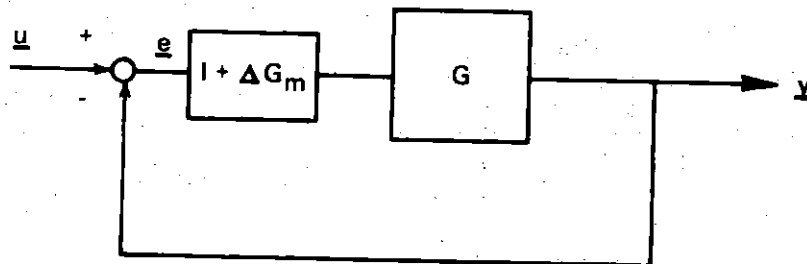 u + e I + ΔG_m G
- y